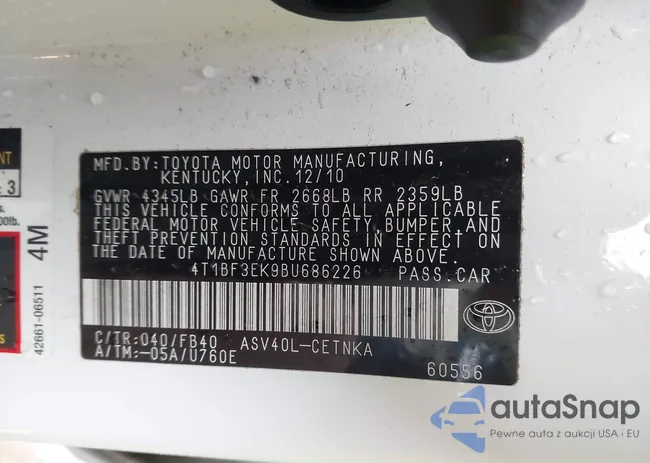 MFD.BY:TOYOTA MOTOR MANUFACTURING,
KENTUCKY,INC.12/10
GVWR 4345LB GAWR FR 2668LB RR 2359LB
THIS VEHICLE CONFORMS TO ALL APPLICABLE
FEDERAL MOTOR VEHICLE SAFETY,BUMPER,AND
THEFT PREVENTION STANDARDS IN EFFECT ON
THE DATE OF MANUFACTURE SHOWN ABOVE.
4T1BF3EK9BU686226 PASS.CAR
C/TR:040/FB40 ASV40L-CETNKA
A/TM:-05A/U760E
60556
NT
: 3
s.
00lb.
4M
42661-06511
autaSnap
Pewne auta z aukcji USA i EU